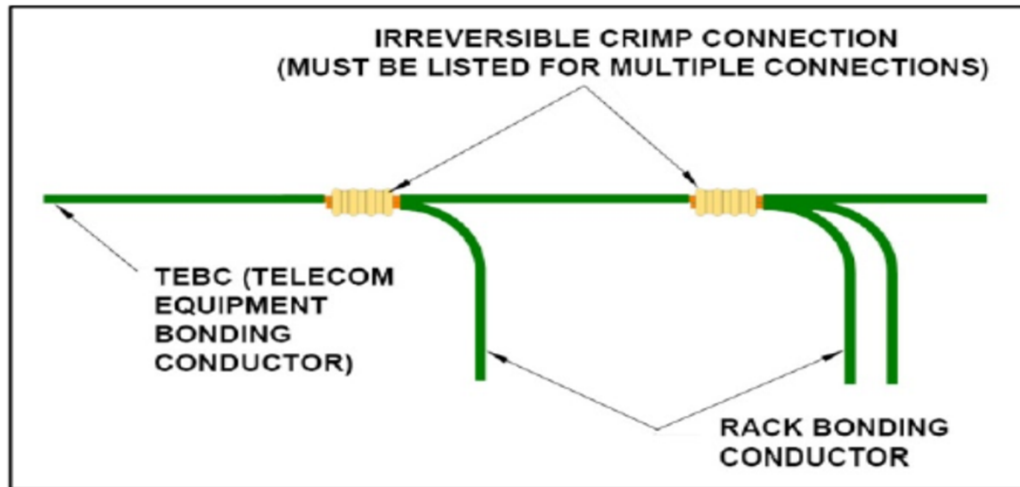 IRREVERSIBLE CRIMP CONNECTION
(MUST BE LISTED FOR MULTIPLE CONNECTIONS)
TEBC (TELECOM
EQUIPMENT
BONDING
CONDUCTOR)
RACK BONDING
CONDUCTOR